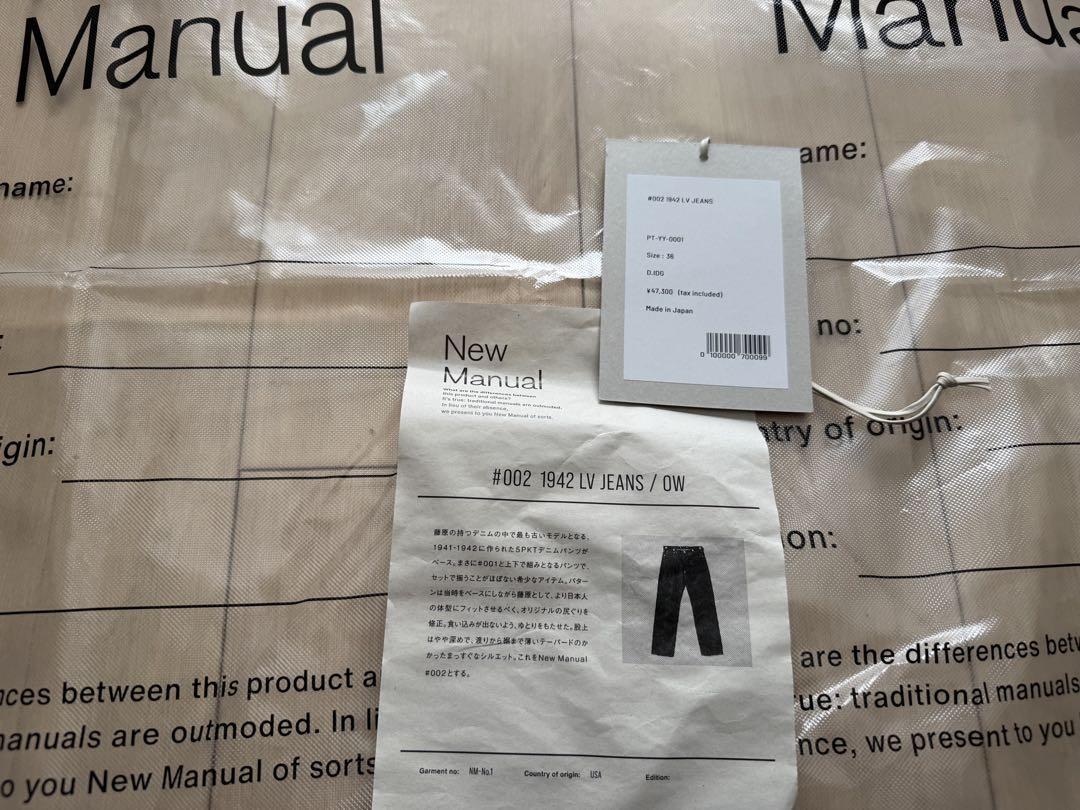 Manual
Manua
name:
ame:
#002 1942 LV JEANS
PT-YY-0001
Size : 36
D.IDG
¥47,300 (tax included)
Made in Japan
0 100000 700099
no:
New
Manual
What are the differences between
this product and others?
It's true: traditional manuals are outmoded.
In lieu of their absence,
we present to you New Manual of sorts.
gin:
ntry of origin:
#002 1942 LV JEANS / OW
藤原の持つデニムの中で最も古いモデルとなる、
1941-1942に作られた5PKTデニムパンツが
ベース。まさに#001と上下で組みとなるパンツで、
セットで揃うことがほぼない希少なアイテム。パター
ンは当時をベースにしながら藤原として、より日本人
の体型にフィットさせるべく、オリジナルの尻ぐりを
修正。食い込みが出ないよう、ゆとりをもたせた。股上
はやや深めで、渡りから裾まで薄いテーパードのか
かったまっすぐなシルエット。これをNew Manual
#002とする。
on:
nces between this product a
nanuals are outmoded. In li
o you New Manual of sorts
are the differences betw
rue: traditional manuals
nce, we present to you
Garment no: NM-No.1 Country of origin: USA Edition: